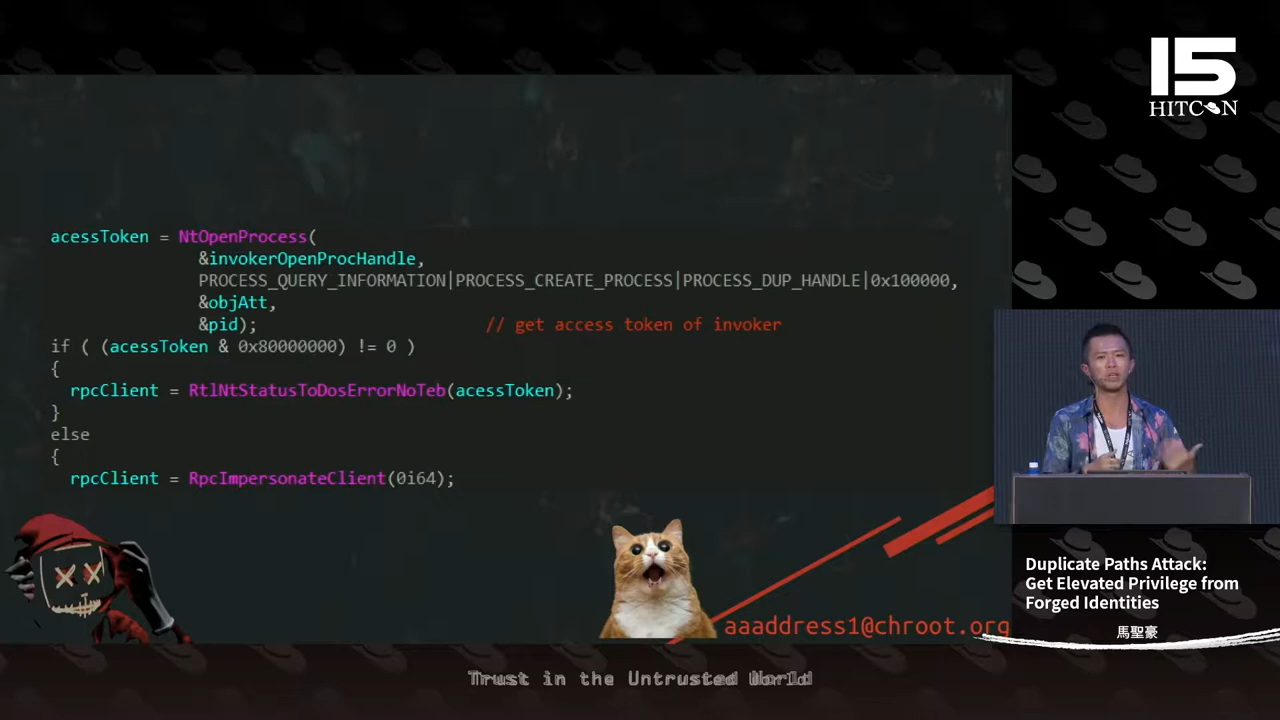 15
HITCON
acessToken = NtOpenProcess(
&invokerOpenProcHandle,
PROCESS_QUERY_INFORMATION|PROCESS_CREATE_PROCESS|PROCESS_DUP_HANDLE|0x100000,
&objAtt,
&pid); // get access token of invoker
if ( (acessToken & 0x80000000) != 0 )
{
rpcClient = RtlNtStatusToDosErrorNoTeb(acessToken);
}
else
{
rpcClient = RpcImpersonateClient(0i64);
aaaddress1@chroot.org
Duplicate Paths Attack:
Get Elevated Privilege from
Forged Identities
馬聖豪
Trust in the Untrusted World